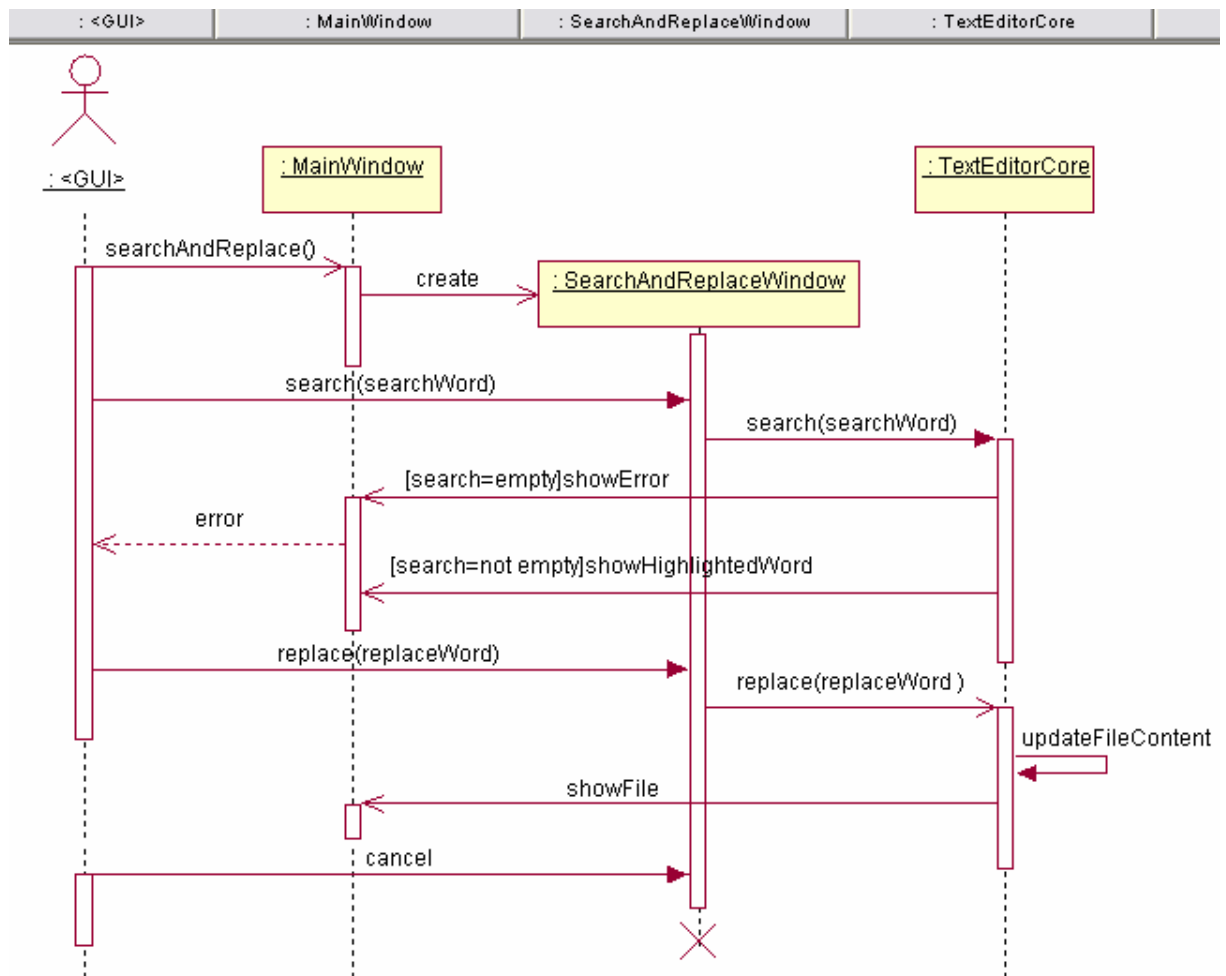 : <GUI>
: MainWindow
: SearchAndReplaceWindow
: TextEditorCore
: <GUI>
: MainWindow
: TextEditorCore
searchAndReplace()
create
: SearchAndReplaceWindow
search(searchWord)
search(searchWord)
[search=empty]showError
error
[search=not empty]showHighlightedWord
replace(replaceWord)
replace(replaceWord )
updateFileContent
showFile
cancel